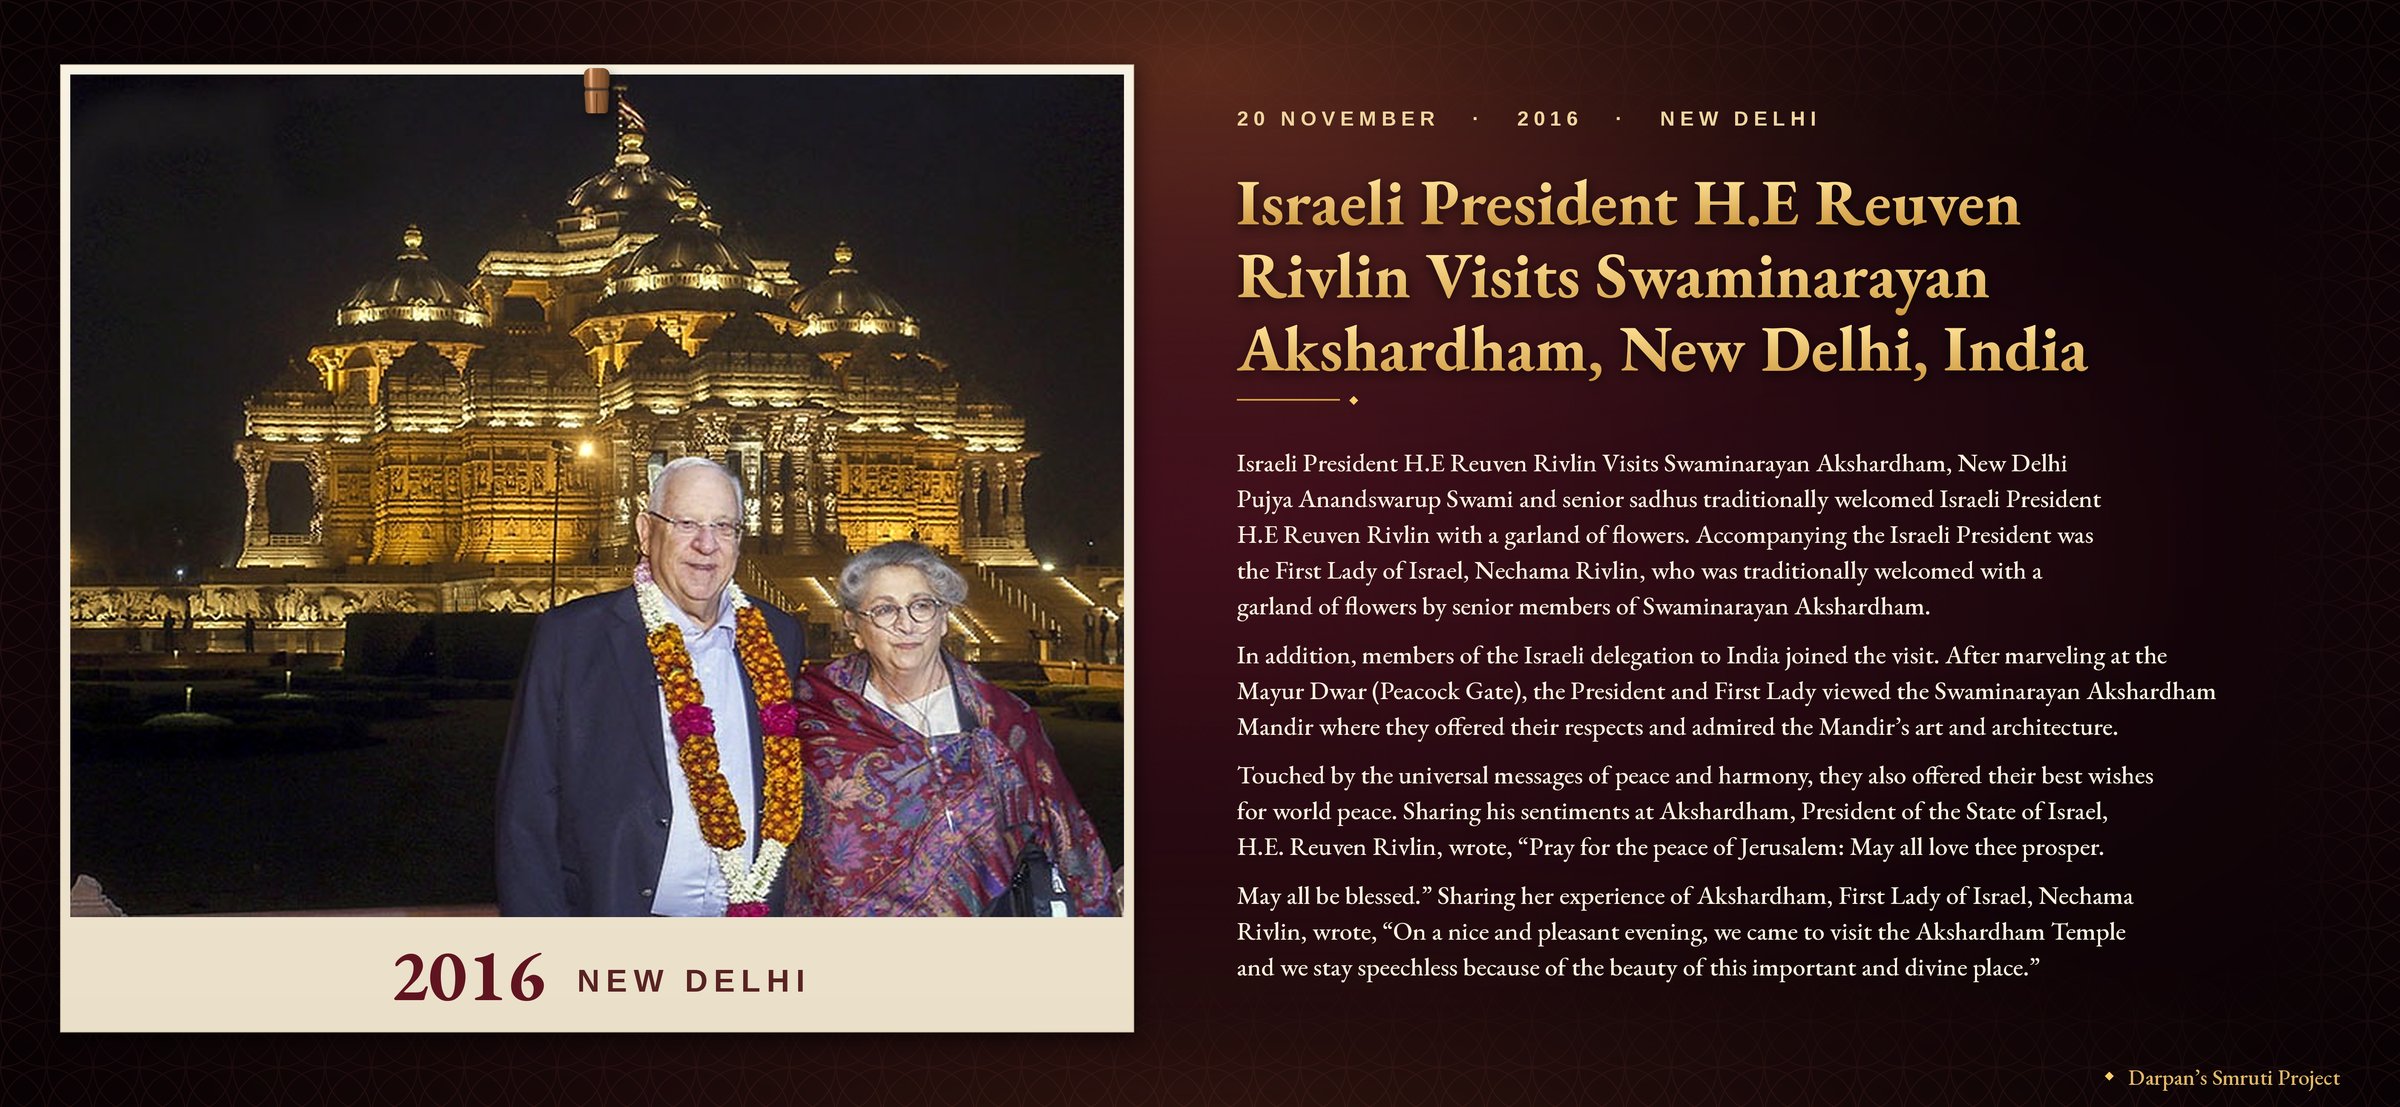 20 NOVEMBER · 2016 · NEW DELHI
Israeli President H.E Reuven
Rivlin Visits Swaminarayan
Akshardham, New Delhi, India
Israeli President H.E Reuven Rivlin Visits Swaminarayan Akshardham, New Delhi
Pujya Anandswarup Swami and senior sadhus traditionally welcomed Israeli President
H.E Reuven Rivlin with a garland of flowers. Accompanying the Israeli President was
the First Lady of Israel, Nechama Rivlin, who was traditionally welcomed with a
garland of flowers by senior members of Swaminarayan Akshardham.
In addition, members of the Israeli delegation to India joined the visit. After marveling at the
Mayur Dwar (Peacock Gate), the President and First Lady viewed the Swaminarayan Akshardham
Mandir where they offered their respects and admired the Mandir’s art and architecture.
Touched by the universal messages of peace and harmony, they also offered their best wishes
for world peace. Sharing his sentiments at Akshardham, President of the State of Israel,
H.E. Reuven Rivlin, wrote, “Pray for the peace of Jerusalem: May all love thee prosper.
May all be blessed.” Sharing her experience of Akshardham, First Lady of Israel, Nechama
Rivlin, wrote, “On a nice and pleasant evening, we came to visit the Akshardham Temple
and we stay speechless because of the beauty of this important and divine place.”
2016 NEW DELHI
Darpan’s Smruti Project